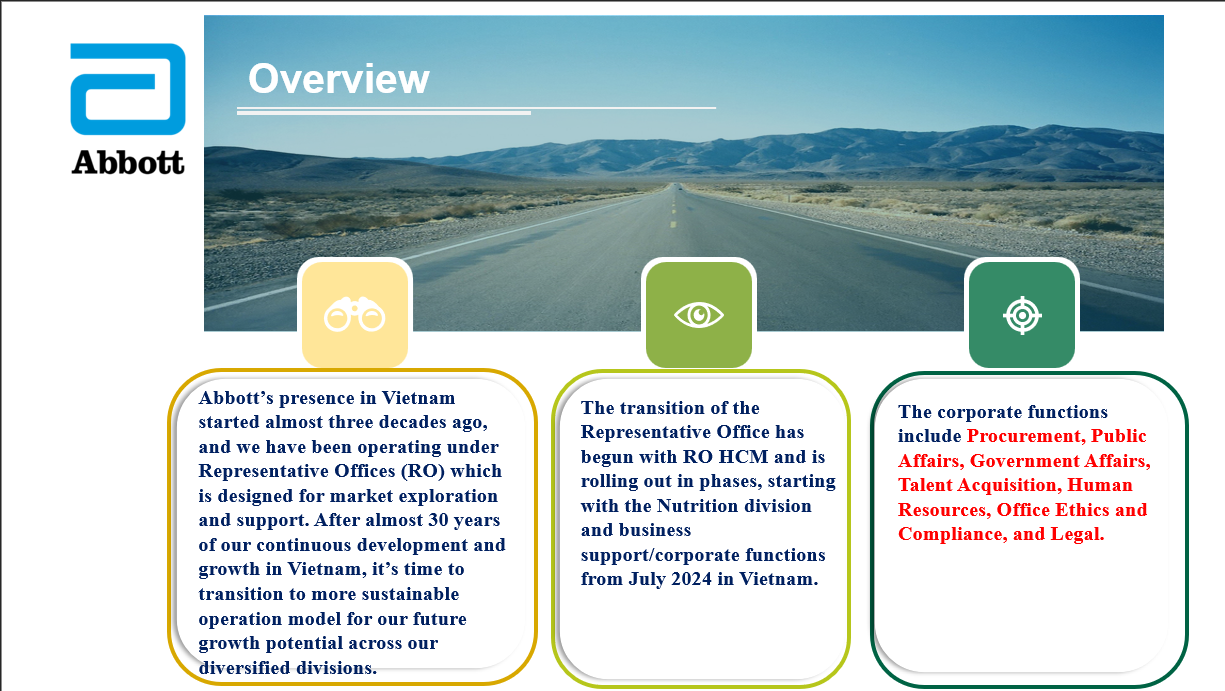 Abbott
Overview
Abbott’s presence in Vietnam
started almost three decades ago,
and we have been operating under
Representative Offices (RO) which
is designed for market exploration
and support. After almost 30 years
of our continuous development and
growth in Vietnam, it’s time to
transition to more sustainable
operation model for our future
growth potential across our
diversified divisions.
The transition of the
Representative Office has
begun with RO HCM and is
rolling out in phases, starting
with the Nutrition division
and business
support/corporate functions
from July 2024 in Vietnam.
The corporate functions
include Procurement, Public
Affairs, Government Affairs,
Talent Acquisition, Human
Resources, Office Ethics and
Compliance, and Legal.